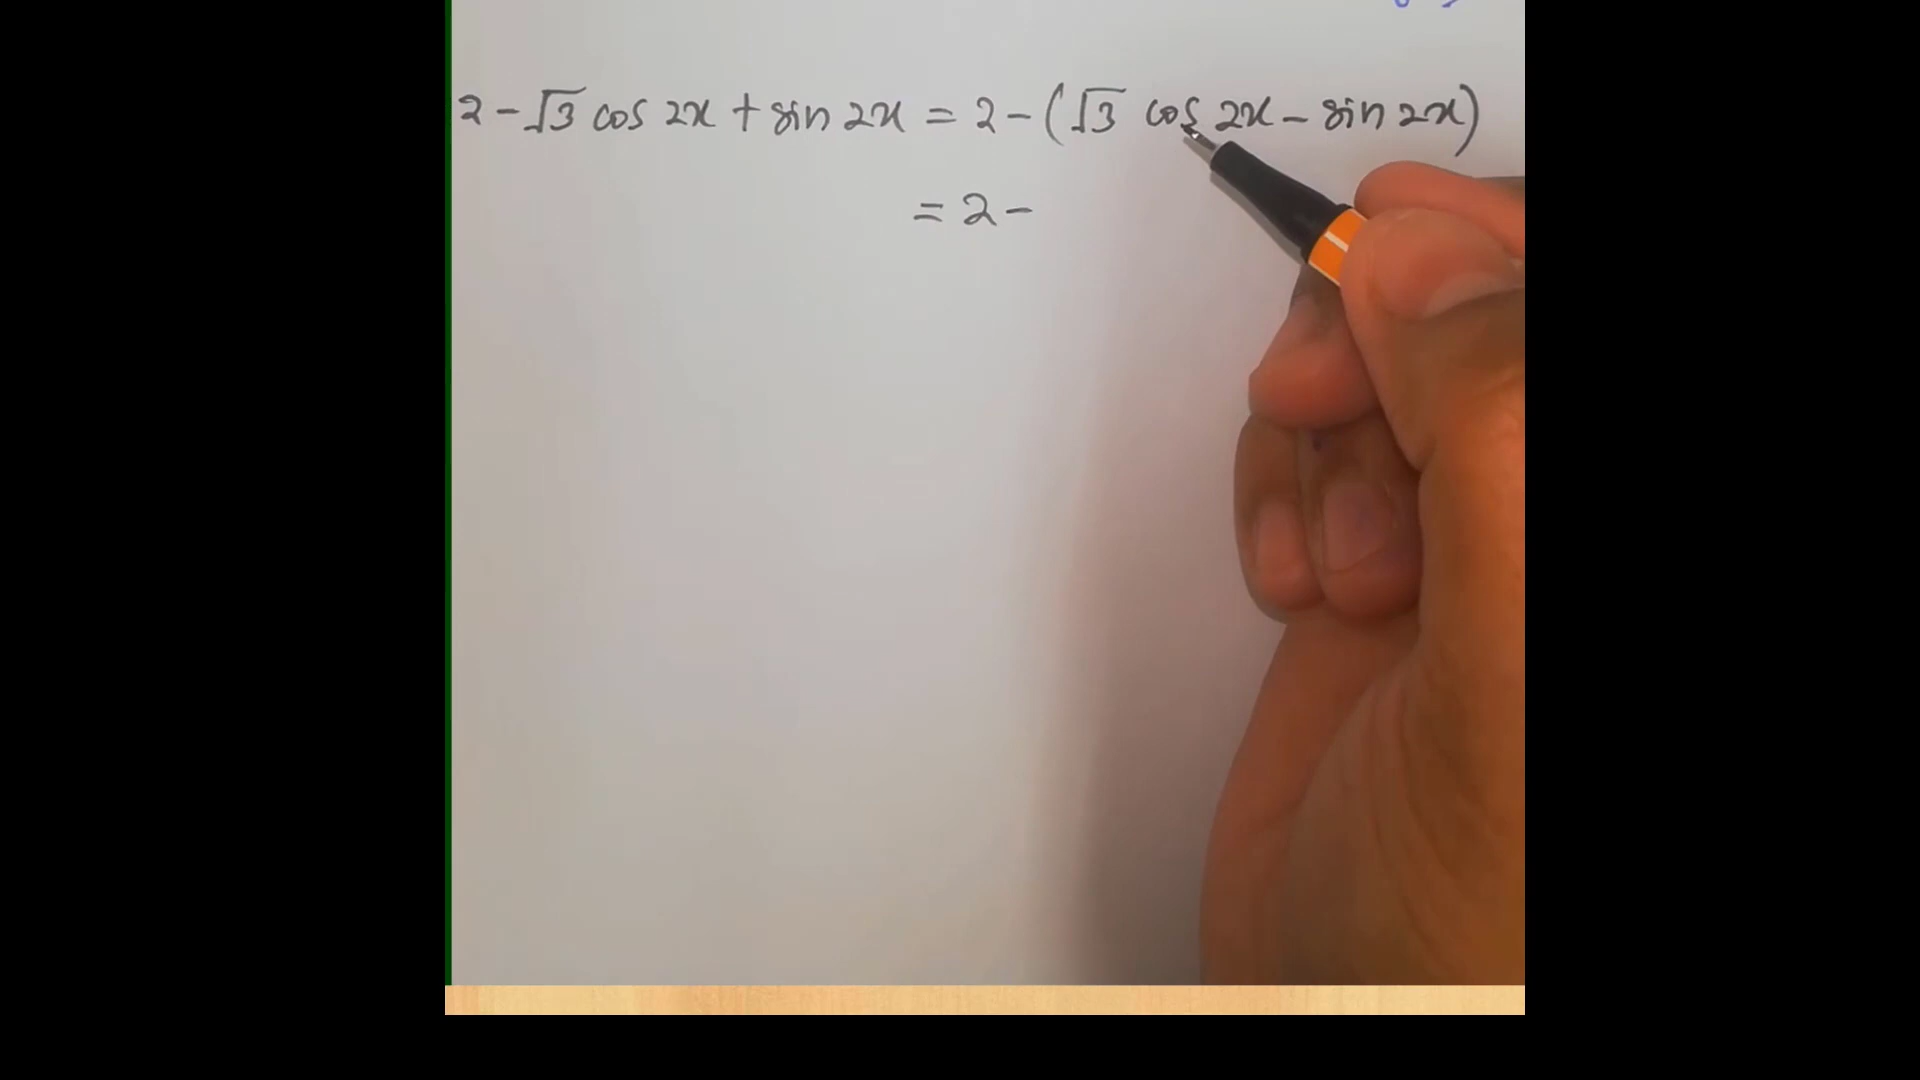 2 - √3 cos 2x + sin 2x = 2 - (√3 cos 2x - sin 2x)
= 2 -